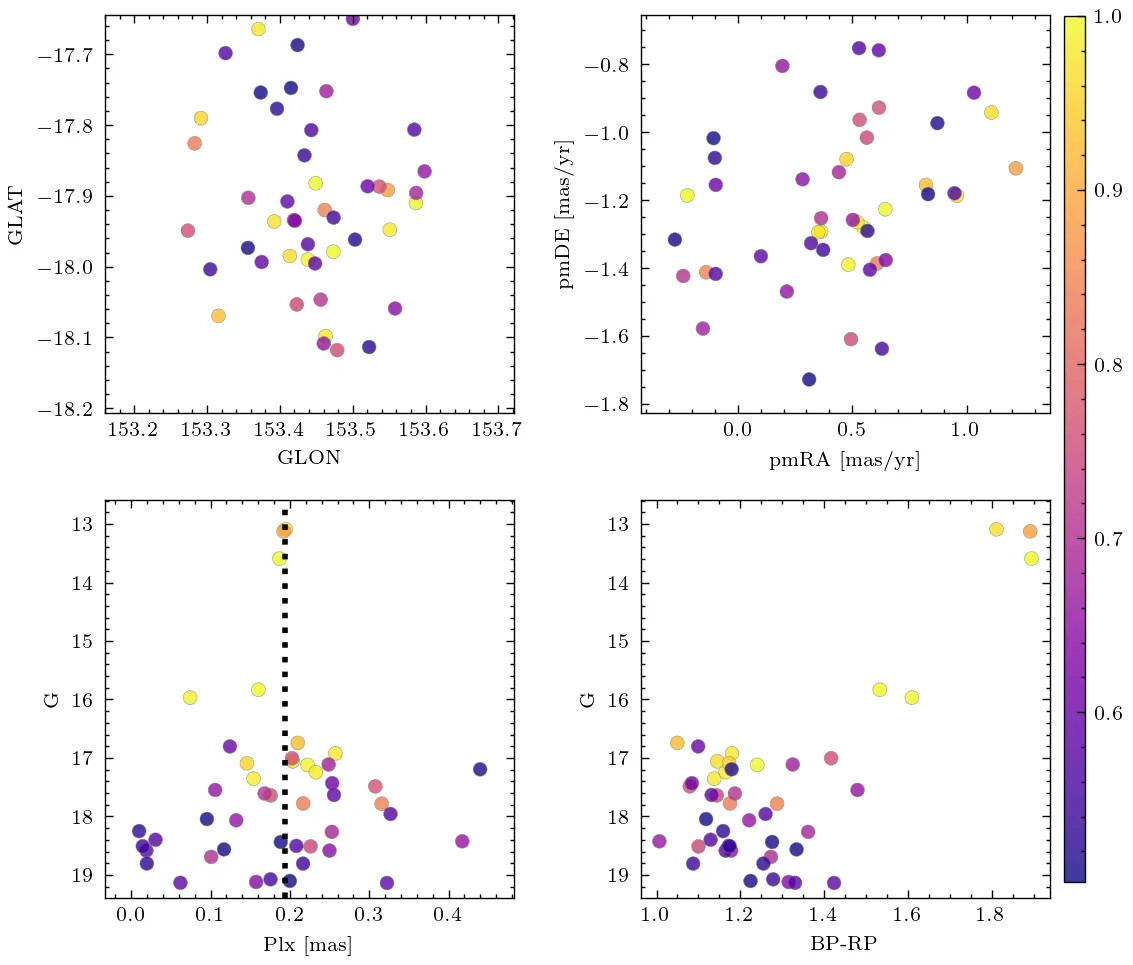 −17.7
−17.8
−17.9
−18.0
−18.1
−18.2
GLAT
153.2 153.3 153.4 153.5 153.6 153.7
GLON
−0.8
−1.0
−1.2
−1.4
−1.6
−1.8
pmDE [mas/yr]
0.0 0.5 1.0
pmRA [mas/yr]
1.0
0.9
0.8
0.7
0.6
13
14
15
16
17
18
19
G
0.0 0.1 0.2 0.3 0.4
Plx [mas]
13
14
15
16
17
18
19
G
1.0 1.2 1.4 1.6 1.8
BP-RP